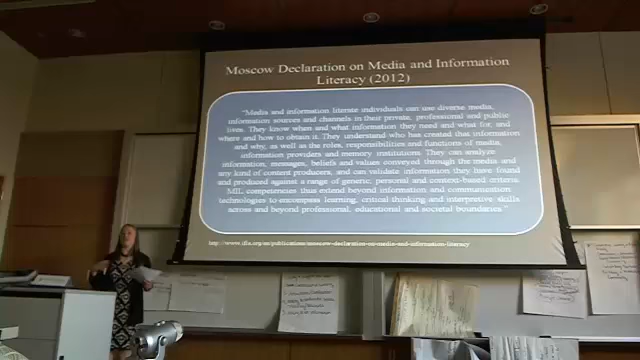 Moscow Declaration on Media and Information
Literacy (2012)
"Media and information literate individuals can use diverse media,
information sources and channels in their private, professional and public
lives. They know when and what information they need and what for, and
where and how to obtain it. They understand who has created that information
and why, as well as the roles, responsibilities and functions of media,
information providers and memory institutions. They can analyze
information, messages, beliefs and values conveyed through the media and
any kind of content producers, and can validate information they have found
and produced against a range of generic, personal and context-based criteria.
MIL competencies thus extend beyond information and communication
technologies to encompass learning, critical thinking and interpretive skills
across and beyond professional, educational and societal boundaries."
http://www.ifla.org/publications/moscow-declaration-on-media-and-information-literacy